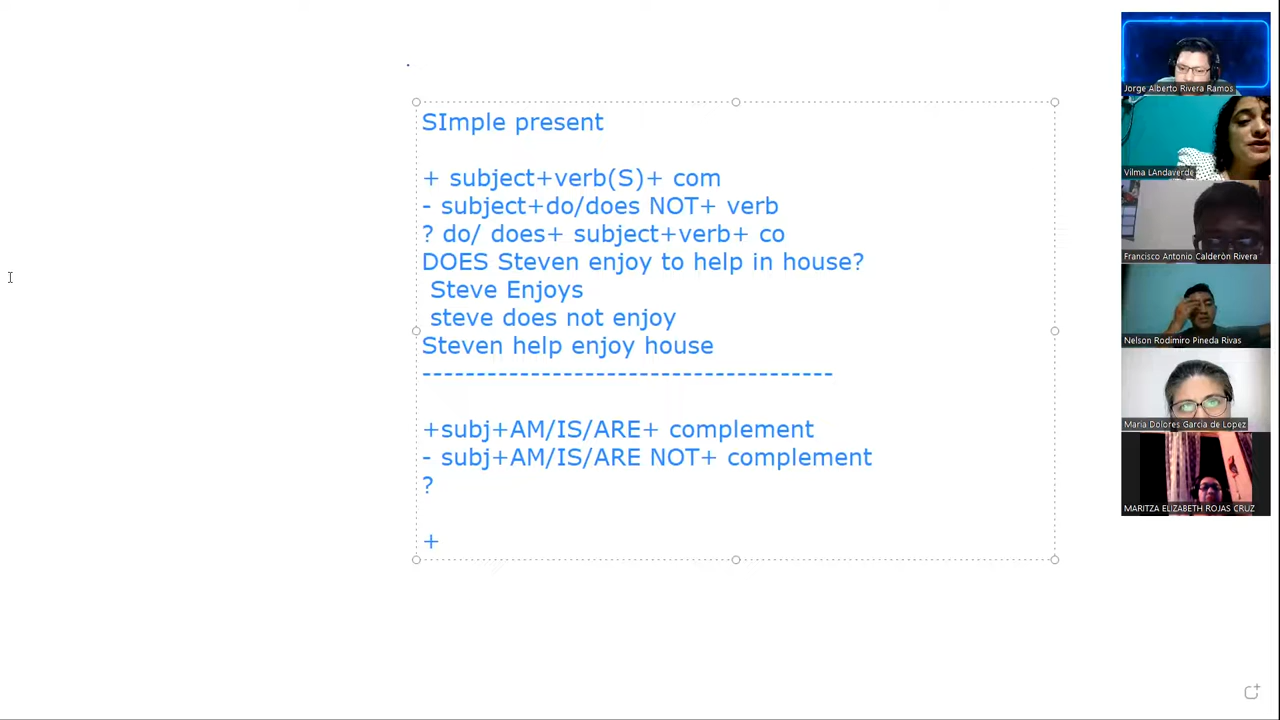 SImple present
+ subject+verb(S)+ com
- subject+do/does NOT+ verb
? do/ does+ subject+verb+ co
DOES Steven enjoy to help in house?
Steve Enjoys
steve does not enjoy
Steven help enjoy house
-------------------------------------
+subj+AM/IS/ARE+ complement
- subj+AM/IS/ARE NOT+ complement
?
+
Jorge Alberto Rivera Ramos
Vilma LAndaverde
Francisco Antonio Calderòn Rivera
Nelson Rodimiro Pineda Rivas
Maria Dolores Garcia de Lopez
MARITZA ELIZABETH ROJAS CRUZ